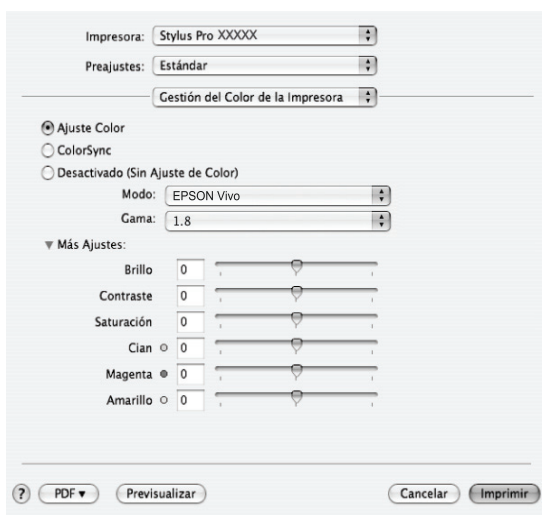 Impresora: Stylus Pro XXXXX
Preajustes: Estándar
Gestión del Color de la Impresora
Ajuste Color
ColorSync
Desactivado (Sin Ajuste de Color)
Modo: EPSON Vivo
Gama: 1.8
Más Ajustes:
Brillo 0
Contraste 0
Saturación 0
Cian 0
Magenta 0
Amarillo 0
? PDF Previsualizar Cancelar Imprimir